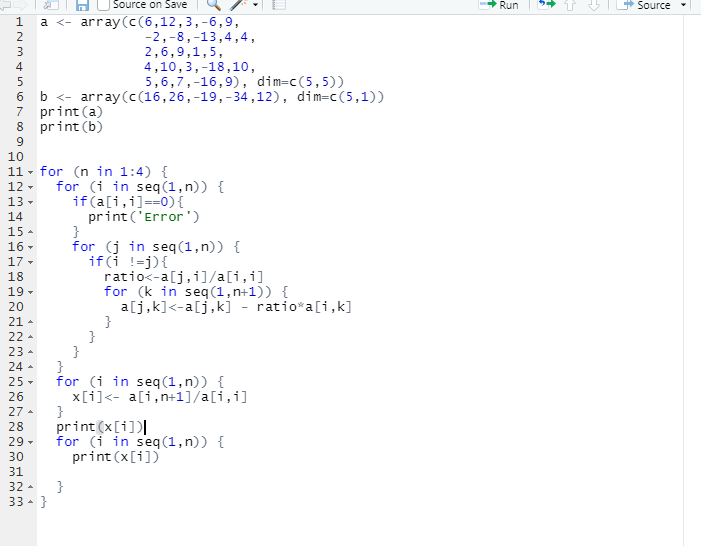 Source on Save Run Source
1 a <- array(c(6,12,3,-6,9,
2 -2,-8,-13,4,4,
3 2,6,9,1,5,
4 4,10,3,-18,10,
5 5,6,7,-16,9), dim=c(5,5))
6 b <- array(c(16,26,-19,-34,12), dim=c(5,1))
7 print(a)
8 print(b)
9
10
11 for (n in 1:4) {
12 for (i in seq(1,n)) {
13 if(a[i,i]==0){
14 print('Error')
15 }
16 for (j in seq(1,n)) {
17 if(i !=j){
18 ratio<-a[j,i]/a[i,i]
19 for (k in seq(1,n+1)) {
20 a[j,k]<-a[j,k] - ratio*a[i,k]
21 }
22 }
23 }
24 }
25 for (i in seq(1,n)) {
26 x[i]<- a[i,n+1]/a[i,i]
27 }
28 print(x[i])
29 for (i in seq(1,n)) {
30 print(x[i])
31
32 }
33 }